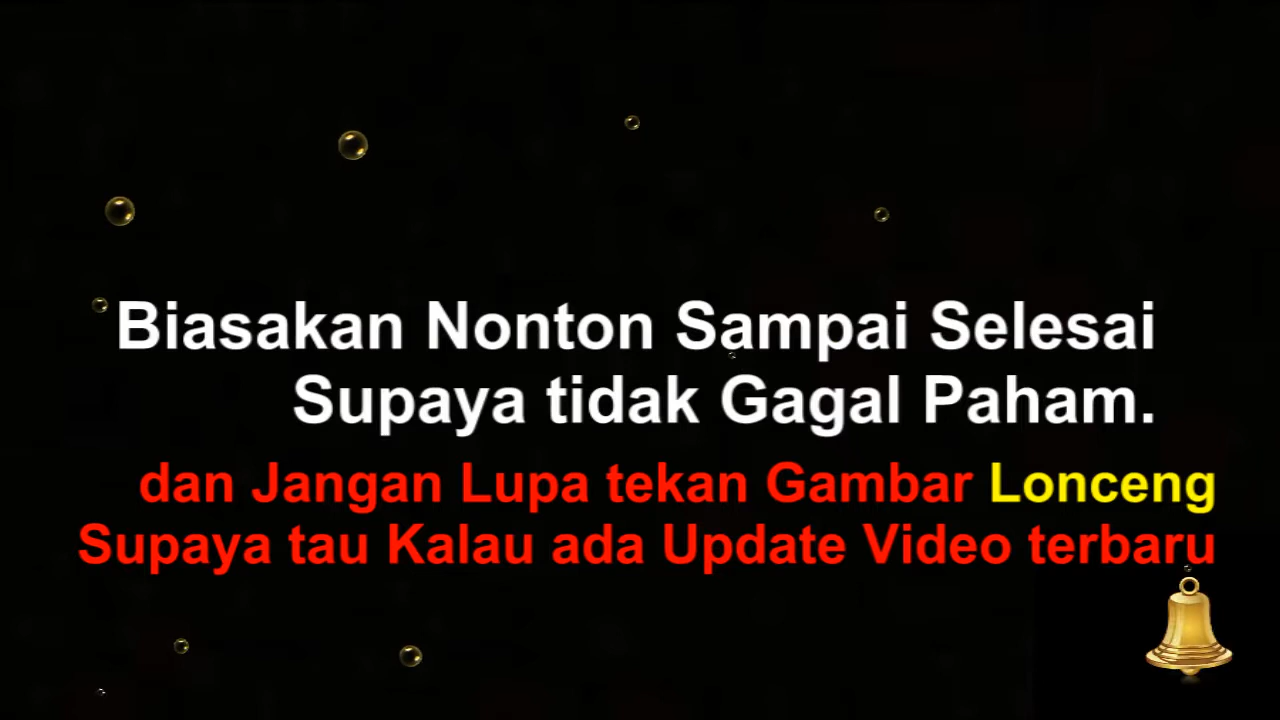 Biasakan Nonton Sampai Selesai
Supaya tidak Gagal Paham.
dan Jangan Lupa tekan Gambar Lonceng
Supaya tau Kalau ada Update Video terbaru